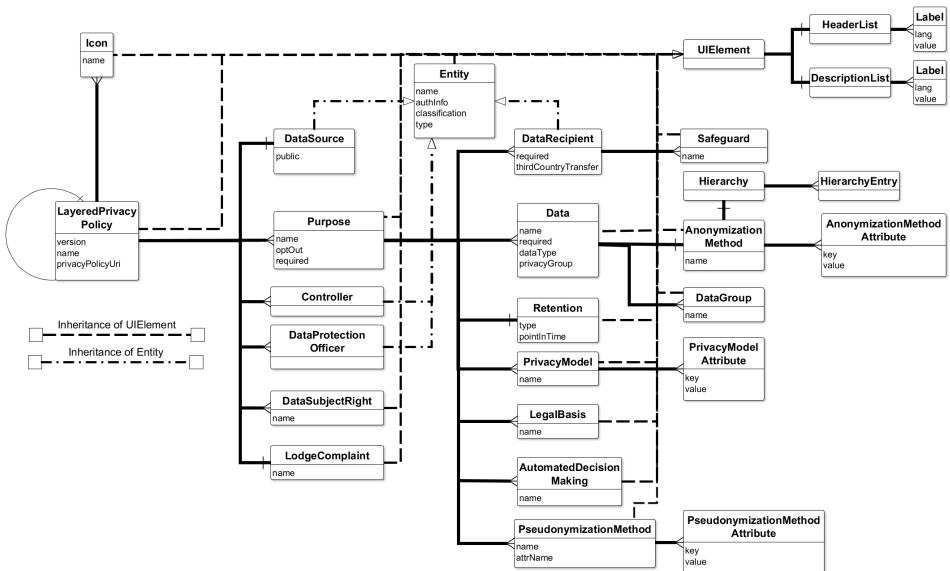 Icon
name
LayeredPrivacy
Policy
version
name
privacyPolicyUri
Inheritance of UIElement
Inheritance of Entity
Entity
name
authInfo
classification
type
DataSource
public
Purpose
name
optOut
required
Controller
DataProtection
Officer
DataSubjectRight
name
LodgeComplaint
name
DataRecipient
required
thirdCountryTransfer
Data
name
required
dataType
privacyGroup
Retention
type
pointInTime
PrivacyModel
name
LegalBasis
name
AutomatedDecision
Making
name
PseudonymizationMethod
name
attrName
UIElement
HeaderList
Label
lang
value
DescriptionList
Label
lang
value
Safeguard
name
Hierarchy
HierarchyEntry
Anonymization
Method
name
AnonymizationMethod
Attribute
key
value
DataGroup
name
PrivacyModel
Attribute
key
value
PseudonymizationMethod
Attribute
key
value